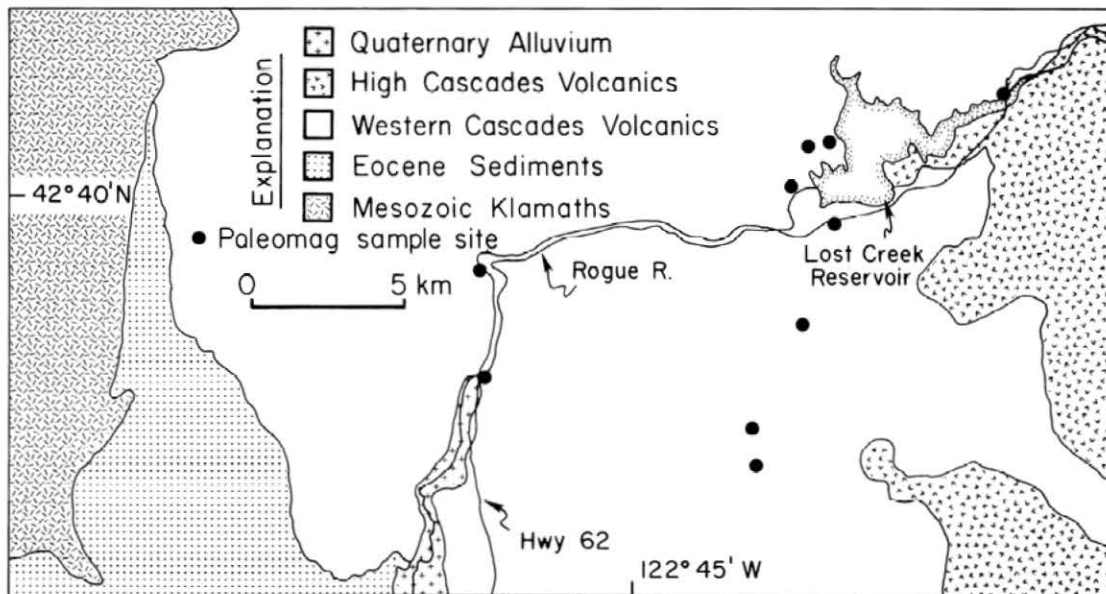 Explanation
Quaternary Alluvium
High Cascades Volcanics
Western Cascades Volcanics
Eocene Sediments
Mesozoic Klamaths
Paleomag sample site
0 5 km
42°40'N
Rogue R.
Lost Creek
Reservoir
Hwy 62
122°45' W